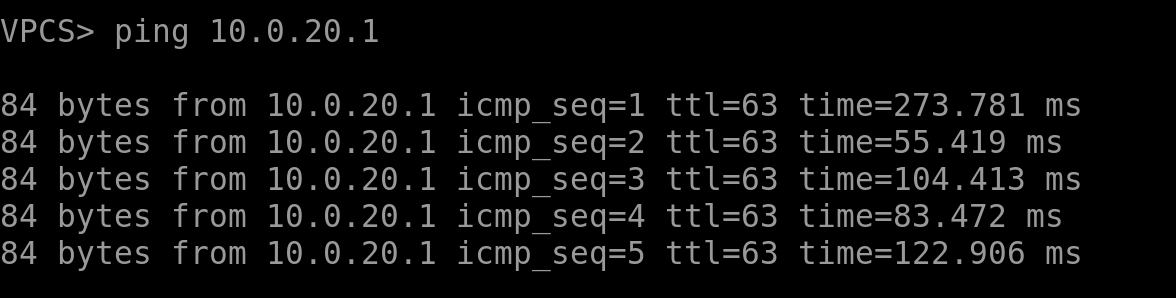 VPCS> ping 10.0.20.1
84 bytes from 10.0.20.1 icmp_seq=1 ttl=63 time=273.781 ms
84 bytes from 10.0.20.1 icmp_seq=2 ttl=63 time=55.419 ms
84 bytes from 10.0.20.1 icmp_seq=3 ttl=63 time=104.413 ms
84 bytes from 10.0.20.1 icmp_seq=4 ttl=63 time=83.472 ms
84 bytes from 10.0.20.1 icmp_seq=5 ttl=63 time=122.906 ms